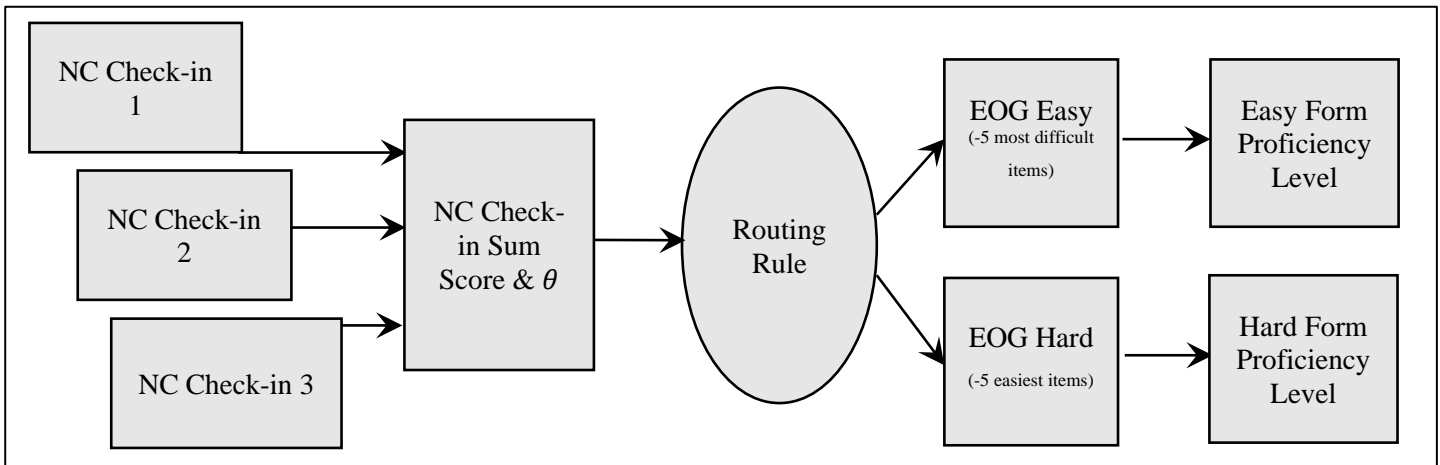 NC Check-in
1
NC Check-in
2
NC Check-in 3
NC Check-
in Sum
Score & θ
Routing
Rule
EOG Easy
(-5 most difficult
items)
Easy Form
Proficiency
Level
EOG Hard
(-5 easiest items)
Hard Form
Proficiency
Level